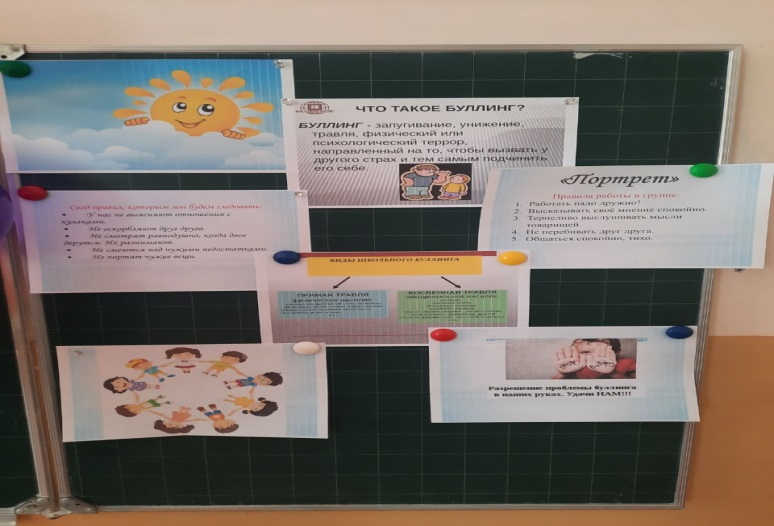 ЧТО ТАКОЕ БУЛЛИНГ?
БУЛЛИНГ - запугивание, унижение,
травля, физический или
психологический террор,
направленный на то, чтобы вызвать у
другого страх и тем самым подчинить
его себе.
«Портрет»
Правила работы в группе:
1. Работать надо дружно!
2. Высказывать своё мнение спокойно.
3. Терпеливо выслушивать мысли
товарищей.
4. Не перебивать друг друга.
5. Общаться спокойно, тихо.
Свод правил, которым мы будем следовать:
• У нас не выясняют отношения с
кулаками.
• Не оскорбляют друг друга.
• Не смотрят равнодушно, когда двое
дерутся. Их разнимают.
• Не смеются над чужими недостатками.
• Не портят чужие вещи.
ВИДЫ ШКОЛЬНОГО БУЛЛИНГА
ПРЯМАЯ ТРАВЛЯ
ФИЗИЧЕСКОЕ НАСИЛИЕ
КОСВЕННАЯ ТРАВЛЯ
ЭМОЦИОНАЛЬНОЕ НАСИЛИЕ
Разрешение проблемы буллинга
в наших руках. Удачи НАМ!!!